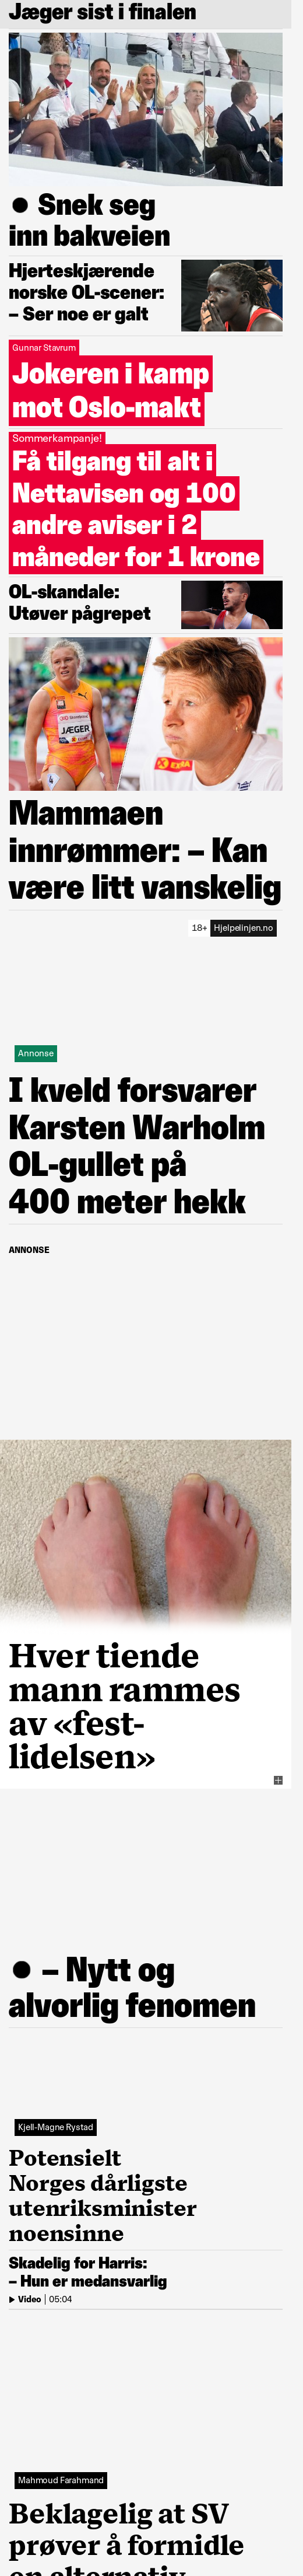 Jæger sist i finalen
● Snek seg
inn bakveien
Hjerteskjærende
norske OL-scener:
– Ser noe er galt
Gunnar Stavrum
Jokeren i kamp
mot Oslo-makt
Sommerkampanje!
Få tilgang til alt i
Nettavisen og 100
andre aviser i 2
måneder for 1 krone
OL-skandale:
Utøver pågrepet
JÆGER
Mammaen
innrømmer: – Kan
være litt vanskelig
18+ Hjelpelinjen.no
Annonse
I kveld forsvarer
Karsten Warholm
OL-gullet på
400 meter hekk
ANNONSE
Hver tiende
mann rammes
av «fest-
lidelsen»
● – Nytt og
alvorlig fenomen
Kjell-Magne Rystad
Potensielt
Norges dårligste
utenriksminister
noensinne
Skadelig for Harris:
– Hun er medansvarlig
Video | 05:04
Mahmoud Farahmand
Beklagelig at SV
prøver å formidle
en alternativ